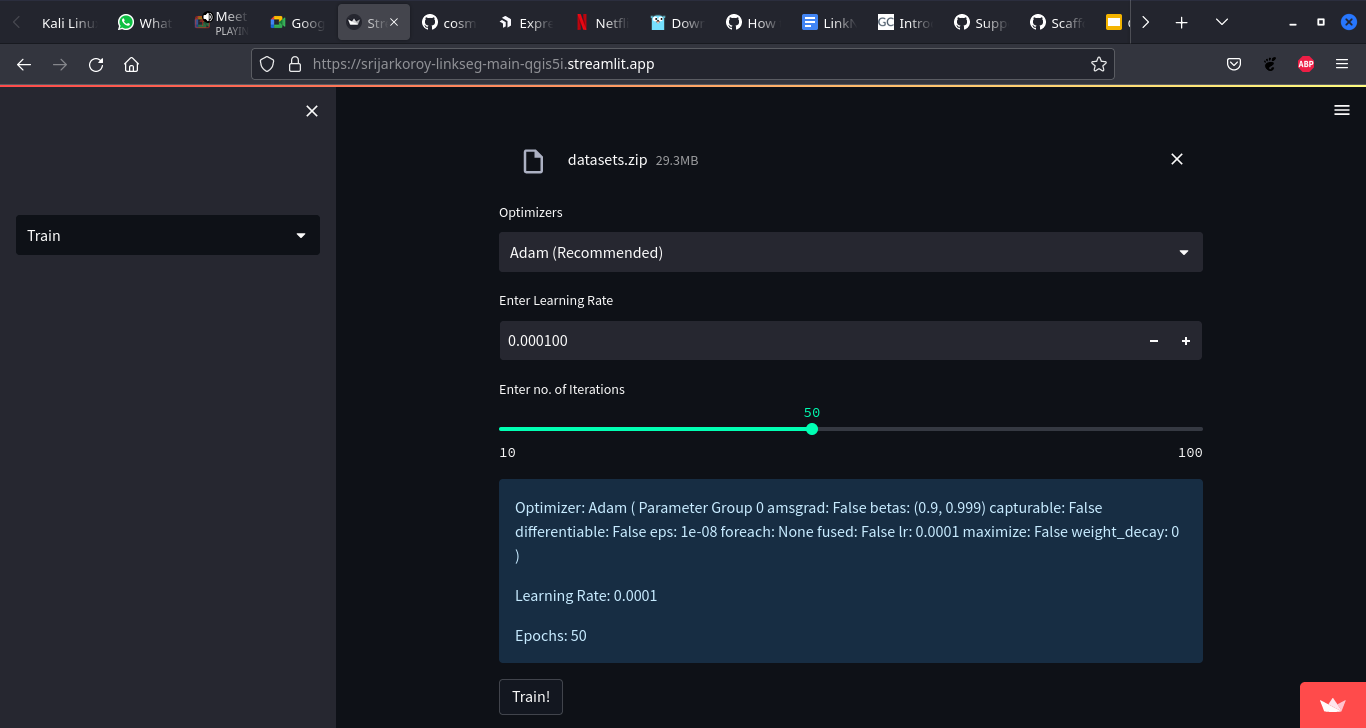 Kali Linu
What
Meet
PLAYIN
Goog
Str
cosm
Expre
Netfl
Dow
How
LinkN
GC
Intro
Supp
Scaff
https://srijarkoroy-linkseg-main-qgis5i.streamlit.app
ABP
Train
datasets.zip 29.3MB
Optimizers
Adam (Recommended)
Enter Learning Rate
0.000100
Enter no. of Iterations
50
10 100
Optimizer: Adam ( Parameter Group 0 amsgrad: False betas: (0.9, 0.999) capturable: False
differentiable: False eps: 1e-08 foreach: None fused: False lr: 0.0001 maximize: False weight_decay: 0
)
Learning Rate: 0.0001
Epochs: 50
Train!